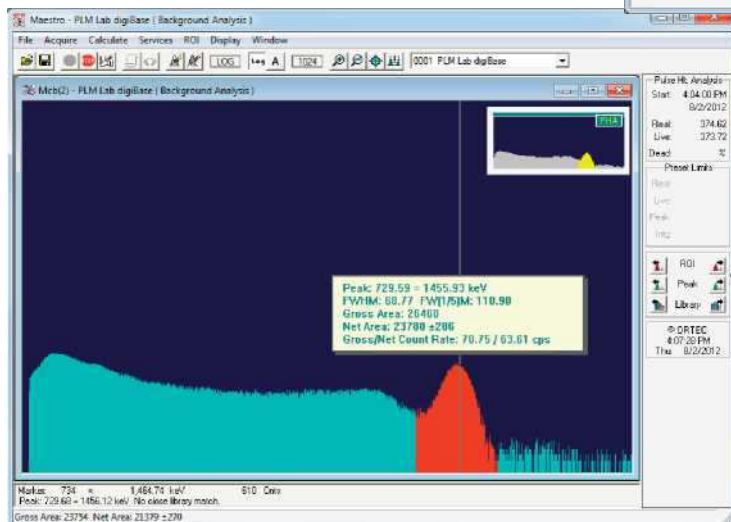 Maestro - PLM Lab digiBase ( Background Analysis )
File Acquire Calculate Services ROI Display Window
LOG Log A 1024 0001 PLM Lab digiBase
Mcb(2) - PLM Lab digiBase ( Background Analysis )
PHA
Peak: 729.59 = 1455.93 keV
FWHM: 68.77 FW(1/5)M: 110.90
Gross Area: 26460
Net Area: 23780 ±286
Gross/Net Count Rate: 70.75 / 63.61 cps
Pulse Ht. Analysis
Start: 4:04:00 PM
8/2/2012
Real: 374.62
Live: 373.72
Dead: %
Preset Limits
Real:
Live:
Peak:
Intg:
ROI
Peak
Library
© ORTEC
4:07:28 PM
Thu 8/2/2012
Marker: 734 = 1,464.74 keV 610 Cnts
Peak: 729.68 = 1456.12 keV No close library match.
Gross Area: 23754 Net Area: 21379 ±270